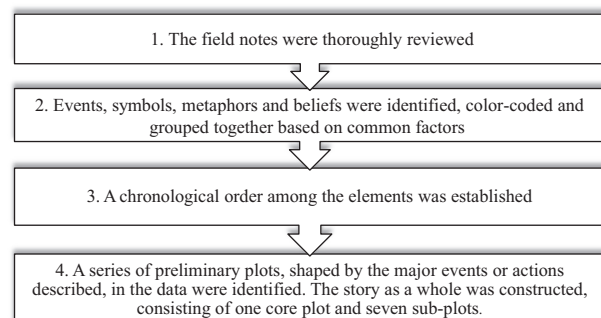 1. The field notes were thoroughly reviewed
2. Events, symbols, metaphors and beliefs were identified, color-coded and
grouped together based on common factors
3. A chronological order among the elements was established
4. A series of preliminary plots, shaped by the major events or actions
described, in the data were identified. The story as a whole was constructed,
consisting of one core plot and seven sub-plots.